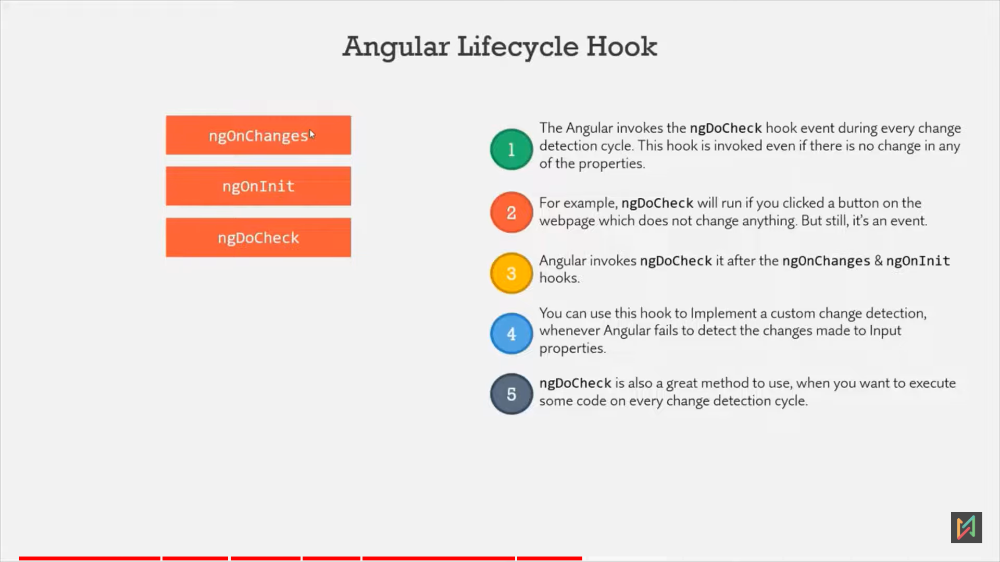 Angular Lifecycle Hook
ngOnChanges
ngOnInit
ngDoCheck
1
The Angular invokes the ngDoCheck hook event during every change
detection cycle. This hook is invoked even if there is no change in any
of the properties.
2
For example, ngDoCheck will run if you clicked a button on the
webpage which does not change anything. But still, it's an event.
3
Angular invokes ngDoCheck it after the ngOnChanges & ngOnInit
hooks.
4
You can use this hook to Implement a custom change detection,
whenever Angular fails to detect the changes made to Input
properties.
5
ngDoCheck is also a great method to use, when you want to execute
some code on every change detection cycle.